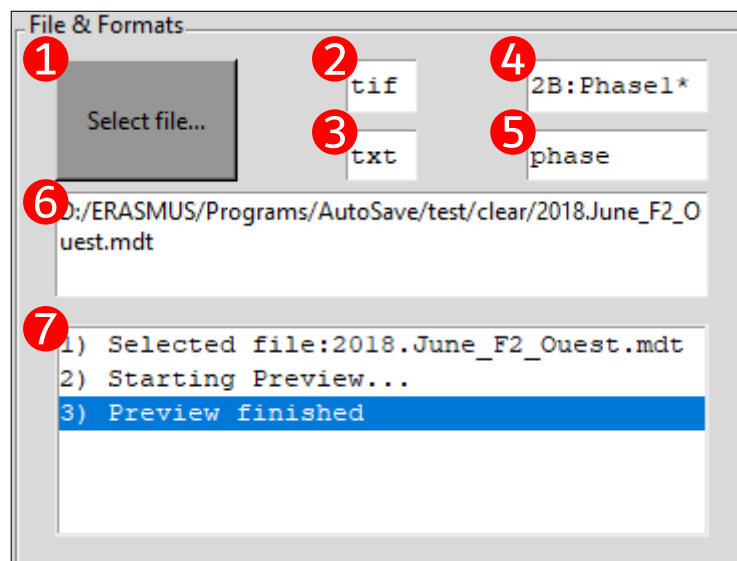 File & Formats
1
2
4
tif
2B:Phase1*
Select file...
3
5
txt
phase
6
D:/ERASMUS/Programs/AutoSave/test/clear/2018.June_F2_O
uest.mdt
7
1) Selected file:2018.June_F2_Ouest.mdt
2) Starting Preview...
3) Preview finished